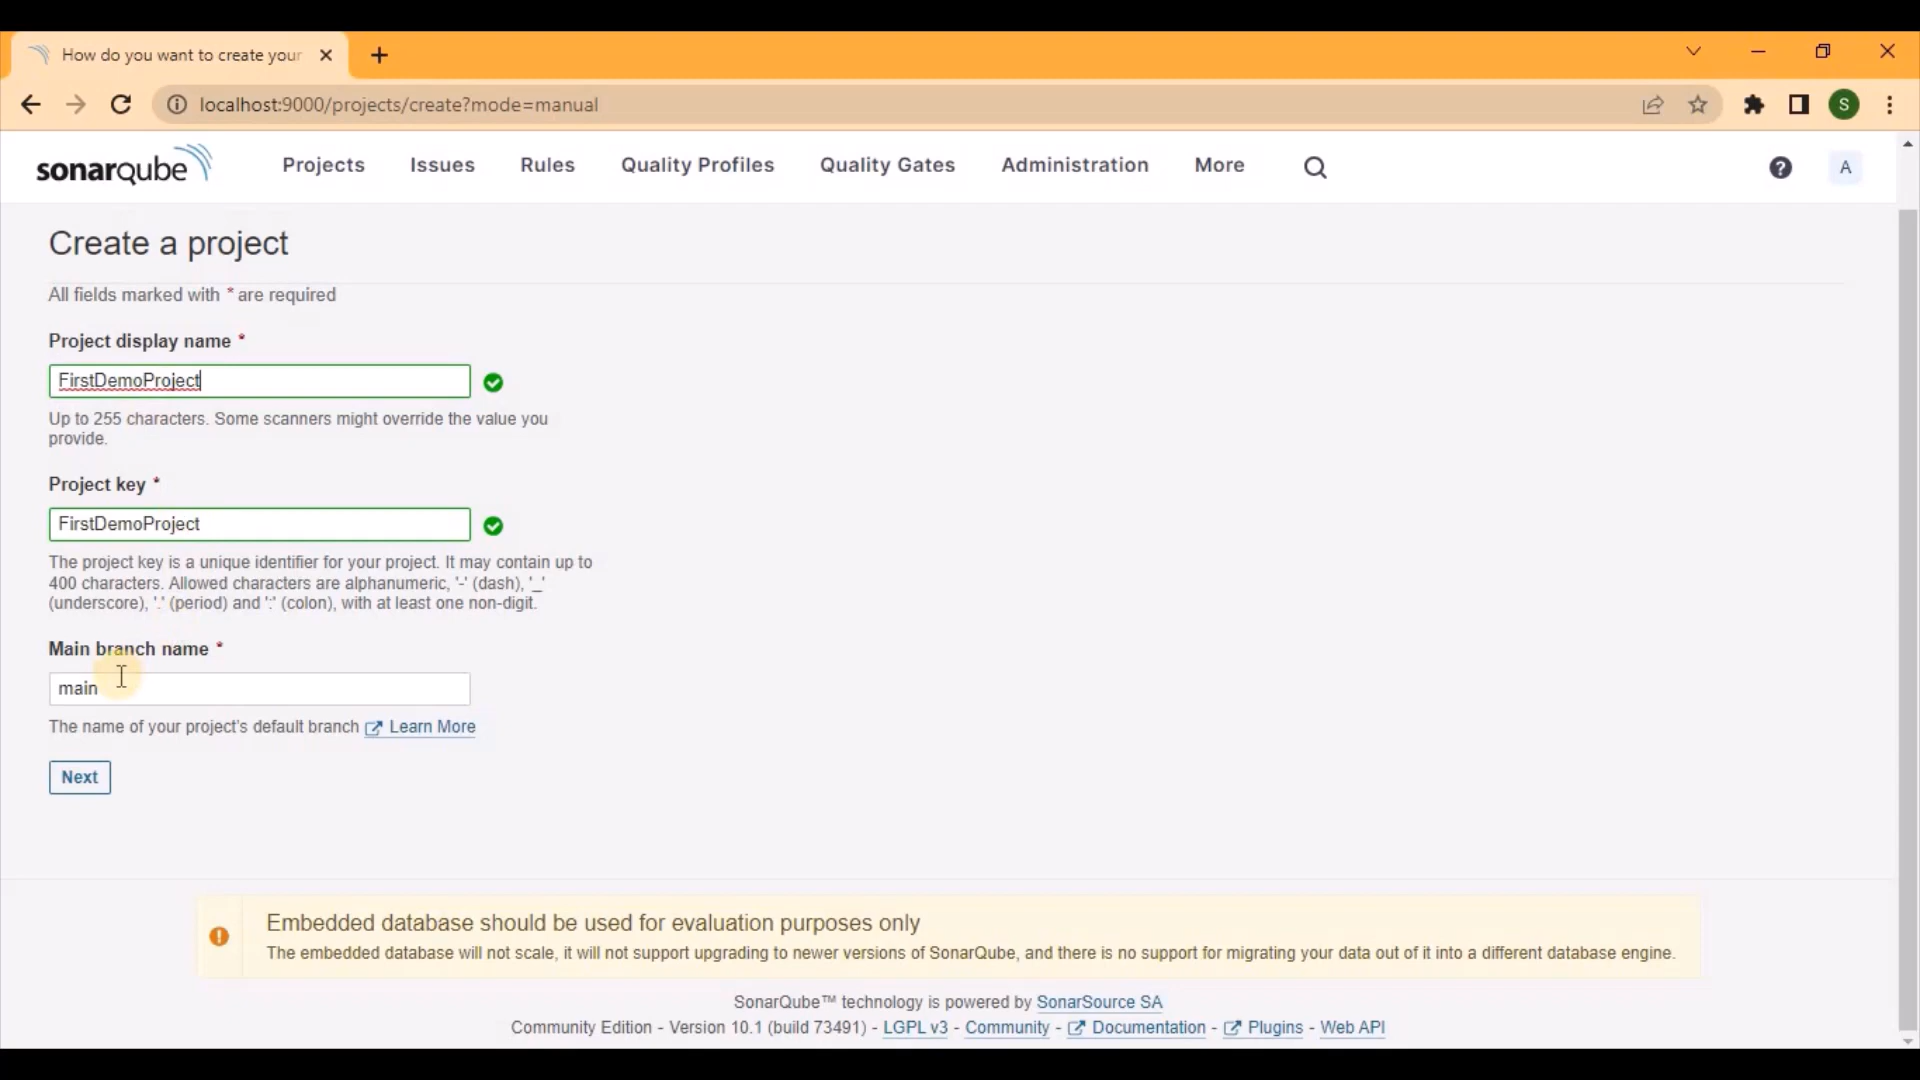 How do you want to create your
localhost:9000/projects/create?mode=manual
S
sonarqube
Projects
Issues
Rules
Quality Profiles
Quality Gates
Administration
More
A
Create a project
All fields marked with * are required
Project display name *
FirstDemoProject
Up to 255 characters. Some scanners might override the value you
provide.
Project key *
FirstDemoProject
The project key is a unique identifier for your project. It may contain up to
400 characters. Allowed characters are alphanumeric, '-' (dash), '_'
(underscore), '.' (period) and ':' (colon), with at least one non-digit.
Main branch name *
main
The name of your project's default branch Learn More
Next
Embedded database should be used for evaluation purposes only
The embedded database will not scale, it will not support upgrading to newer versions of SonarQube, and there is no support for migrating your data out of it into a different database engine.
SonarQube™ technology is powered by SonarSource SA
Community Edition - Version 10.1 (build 73491) - LGPL v3 - Community - Documentation - Plugins - Web API